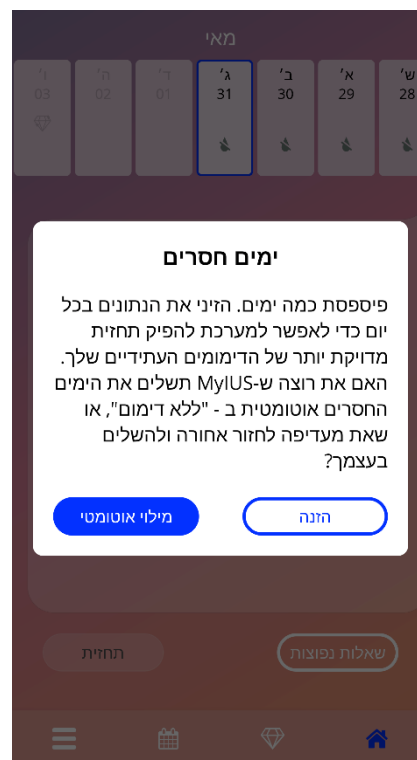 מאי
ש׳ א׳ ב׳ ג׳ ד׳ ה׳ ו׳
28 29 30 31 01 02 03
ימים חסרים
פיספסת כמה ימים. הזיני את הנתונים בכל
יום כדי לאפשר למערכת להפיק תחזית
מדויקת יותר של הדימומים העתידיים שלך.
האם את רוצה ש-MyIUS תשלים את הימים
החסרים אוטומטית ב - "ללא דימום", או
שאת מעדיפה לחזור אחורה ולהשלים
בעצמך?
הזנה
מילוי אוטומטי
שאלות נפוצות
תחזית